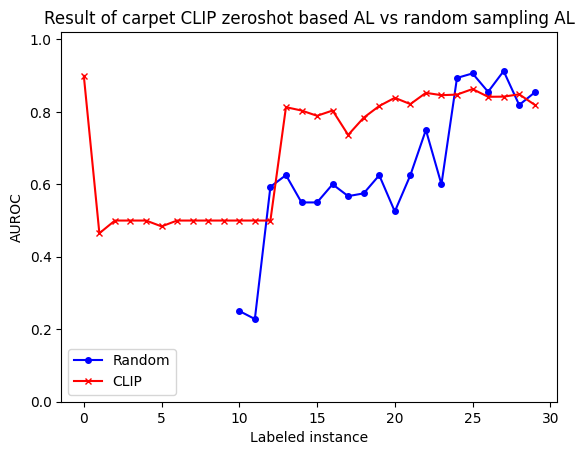 Result of carpet CLIP zeroshot based AL vs random sampling AL
1.0
0.8
0.6
0.4
0.2
0.0
AUROC
Random
CLIP
0
5
10
15
20
25
30
Labeled instance